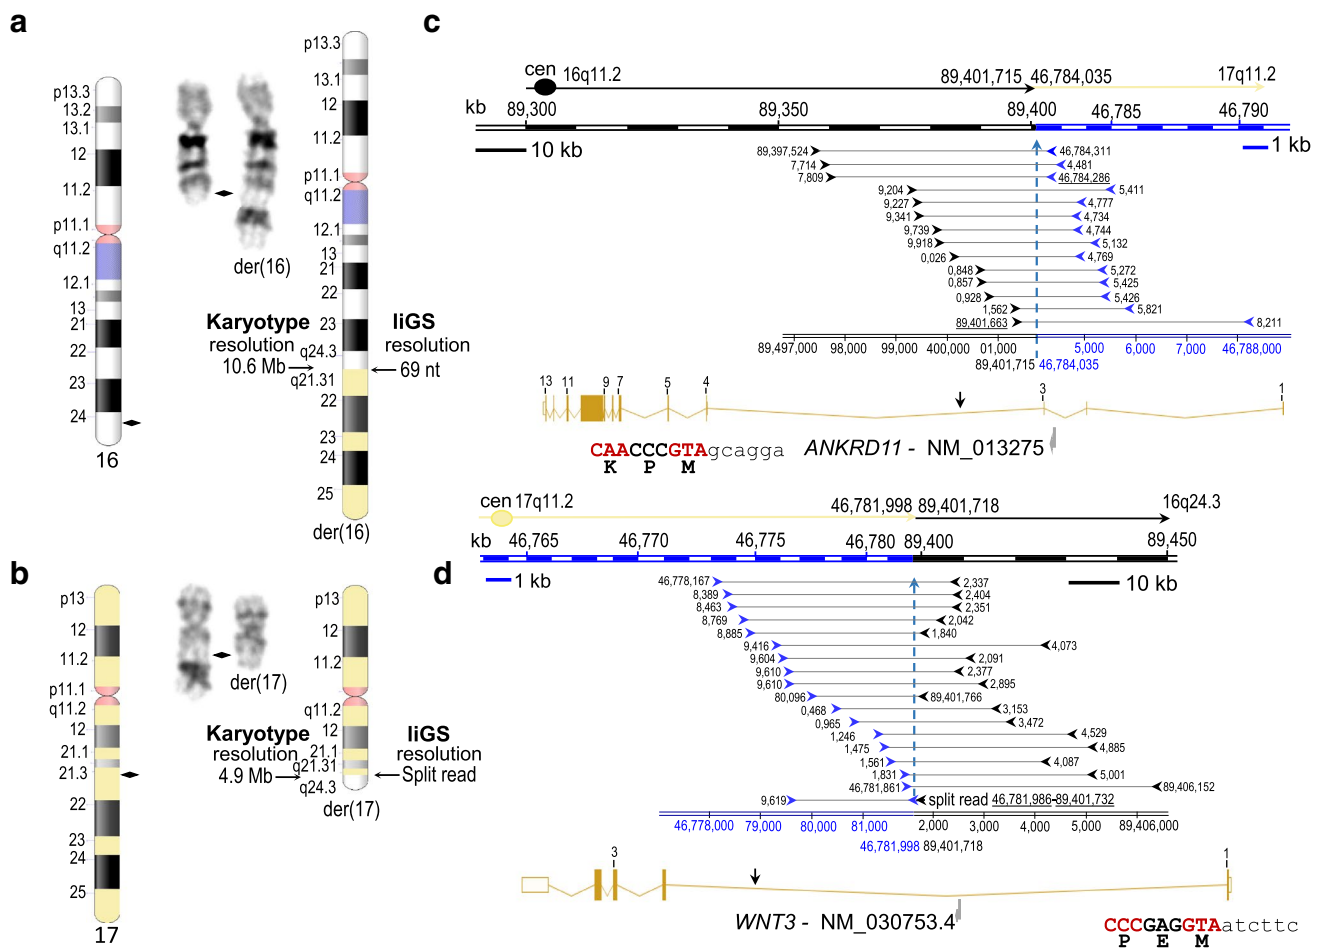 a
p13.3
13.2
13.1
12
11.2
p11.1
q11.2
12.1
13
21
22
23
24
16
der(16)
p13.3
13.1
12
11.2
p11.1
q11.2
12.1
13
21
22
23
q24.3
q21.31
22
23
24
25
der(16)
Karyotype
resolution
10.6 Mb
liGS
resolution
69 nt
b
p13
12
11.2
p11.1
q11.2
12
21.1
21.3
22
23
24
25
17
der(17)
p13
12
11.2
p11.1
q11.2
12
21.1
q21.31
q24.3
der(17)
Karyotype
resolution
4.9 Mb
liGS
resolution
Split read
c
cen 16q11.2 89,401,715 46,784,035 17q11.2
kb 89,300 89,350 89,400 46,785 46,790
10 kb 1 kb
89,397,524 46,784,311
7,714 4,481
7,809 46,784,286
9,204 5,411
9,227 4,777
9,341 4,734
9,739 4,744
9,918 5,132
0,026 4,769
0,848 5,272
0,857 5,425
0,928 5,426
1,562 5,821
89,401,663 8,211
89,497,000 98,000 99,000 400,000 01,000 5,000 6,000 7,000 46,788,000
89,401,715 46,784,035
13 11 9 7 5 4 3 1
CAACCCGTAgcagga ANKRD11 - NM_013275
K P M
d
cen 17q11.2 46,781,998 89,401,718 16q24.3
kb 46,765 46,770 46,775 46,780 89,400 89,450
1 kb 10 kb
46,778,167 2,337
8,389 2,404
8,463 2,351
8,769 2,042
8,885 1,840
9,416 4,073
9,604 2,091
9,610 2,377
9,610 2,895
80,096 89,401,766
0,468 3,153
0,965 3,472
1,246 4,529
1,475 4,885
1,561 4,087
1,831 5,001
46,781,861 89,406,152
9,619 split read 46,781,986-89,401,732
46,778,000 79,000 80,000 81,000 2,000 3,000 4,000 5,000 89,406,000
46,781,998 89,401,718
3 1
WNT3 - NM_030753.4
CCCGAGGTAatcttc
P E M